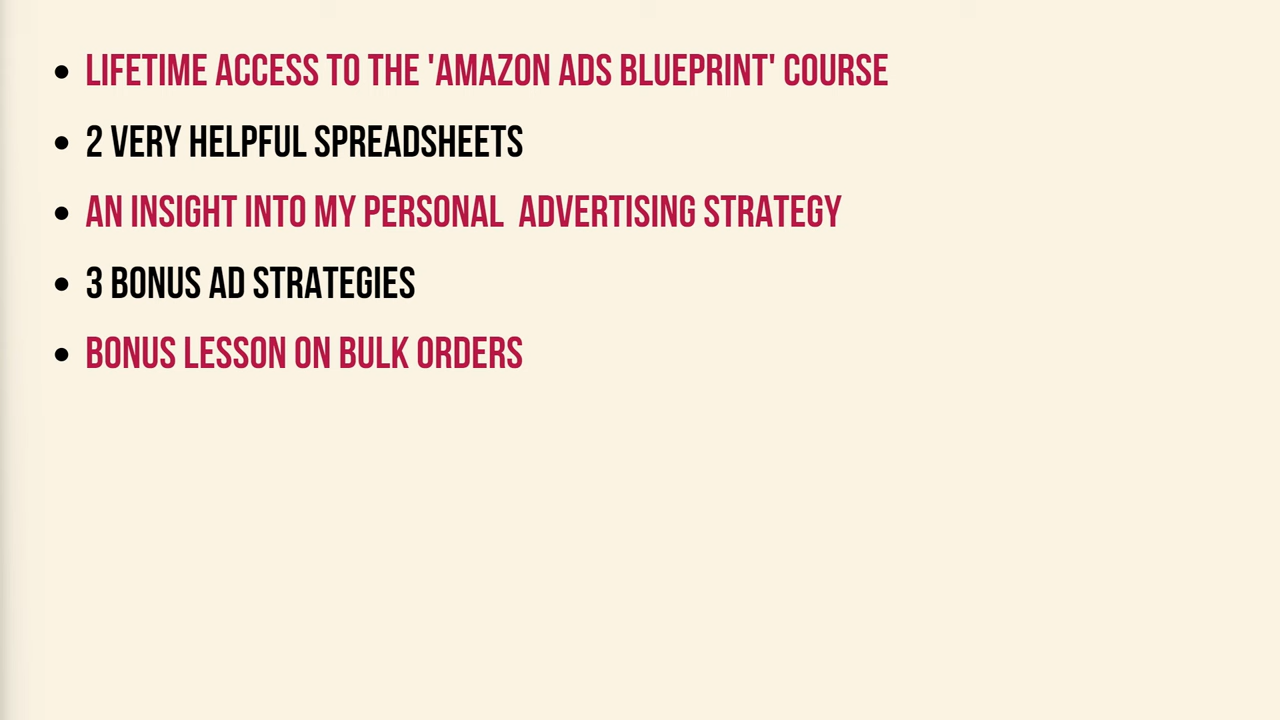 • LIFETIME ACCESS TO THE 'AMAZON ADS BLUEPRINT' COURSE
• 2 VERY HELPFUL SPREADSHEETS
• AN INSIGHT INTO MY PERSONAL  ADVERTISING STRATEGY
• 3 BONUS AD STRATEGIES
• BONUS LESSON ON BULK ORDERS